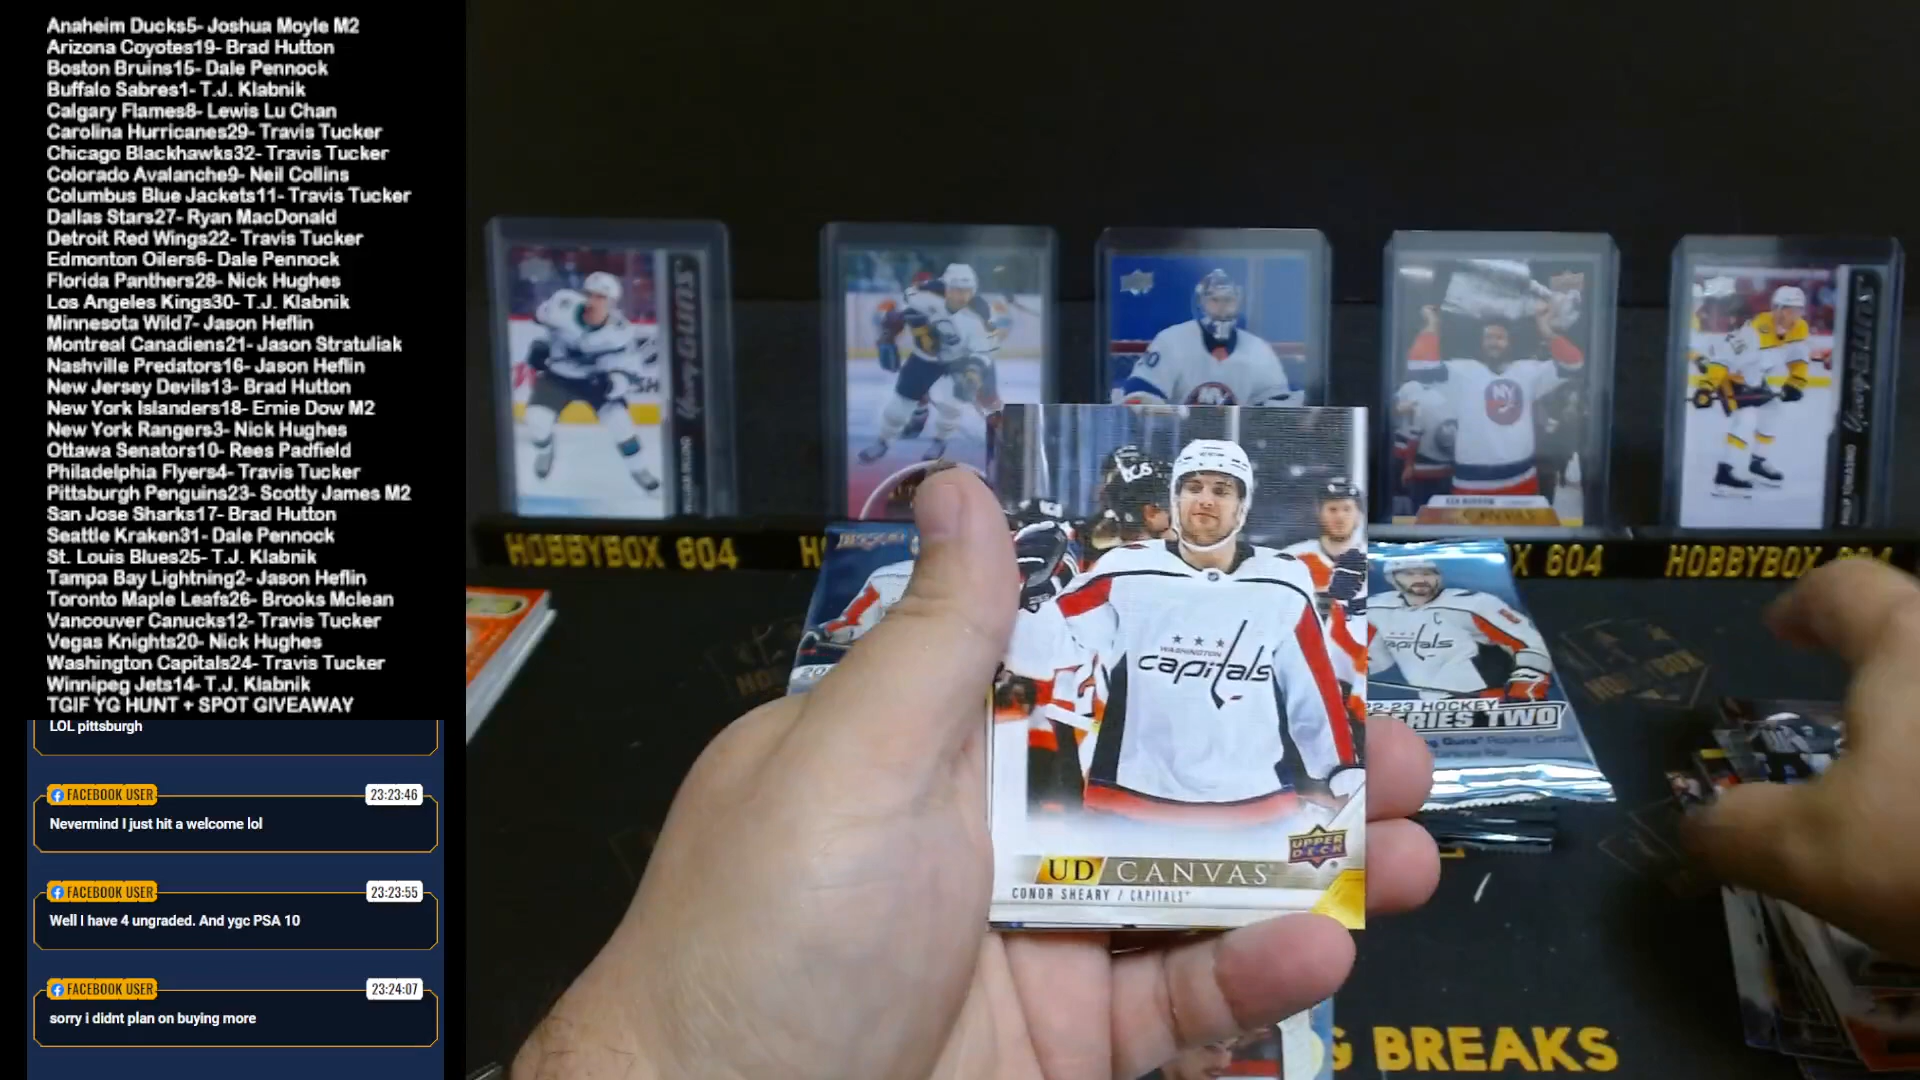 Anaheim Ducks5- Joshua Moyle M2
Arizona Coyotes19- Brad Hutton
Boston Bruins15- Dale Pennock
Buffalo Sabres1- T.J. Klabnik
Calgary Flames8- Lewis Lu Chan
Carolina Hurricanes29- Travis Tucker
Chicago Blackhawks32- Travis Tucker
Colorado Avalanche9- Neil Collins
Columbus Blue Jackets11- Travis Tucker
Dallas Stars27- Ryan MacDonald
Detroit Red Wings22- Travis Tucker
Edmonton Oilers6- Dale Pennock
Florida Panthers28- Nick Hughes
Los Angeles Kings30- T.J. Klabnik
Minnesota Wild7- Jason Heflin
Montreal Canadiens21- Jason Stratuliak
Nashville Predators16- Jason Heflin
New Jersey Devils13- Brad Hutton
New York Islanders18- Ernie Dow M2
New York Rangers3- Nick Hughes
Ottawa Senators10- Rees Padfield
Philadelphia Flyers4- Travis Tucker
Pittsburgh Penguins23- Scotty James M2
San Jose Sharks17- Brad Hutton
Seattle Kraken31- Dale Pennock
St. Louis Blues25- T.J. Klabnik
Tampa Bay Lightning2- Jason Heflin
Toronto Maple Leafs26- Brooks Mclean
Vancouver Canucks12- Travis Tucker
Vegas Knights20- Nick Hughes
Washington Capitals24- Travis Tucker
Winnipeg Jets14- T.J. Klabnik
TGIF YG HUNT + SPOT GIVEAWAY
LOL pittsburgh
FACEBOOK USER 23:23:46
Nevermind I just hit a welcome lol
FACEBOOK USER 23:23:55
Well I have 4 ungraded. And ygc PSA 10
FACEBOOK USER 23:24:07
sorry i didnt plan on buying more
YOUNG GUNS
NY
NY
CANVAS
YOUNG GUNS
PHILIP TOMASINO
HOBBYBOX 604
X 604
HOBBYBOX
WASHINGTON
capitals
UPPER
DECK
UD CANVAS
CONOR SHEARY / CAPITALS
C
capitals
22-23 HOCKEY
SERIES TWO
BREAKS